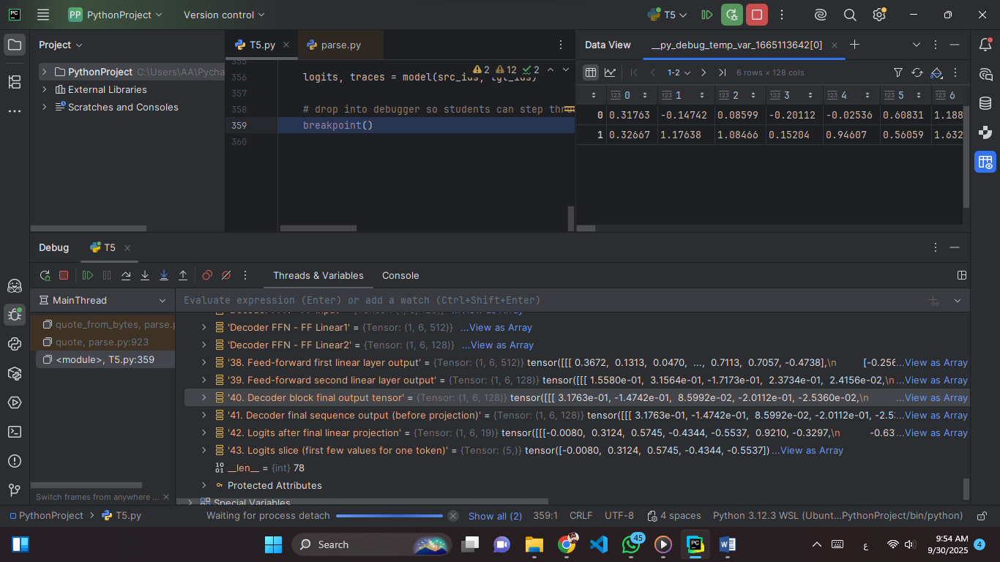 PC PP PythonProject Version control T5
Project
PythonProject C:\Users\AA\Pycha
External Libraries
Scratches and Consoles
T5.py parse.py
2 12 2
355
356 logits, traces = model(src_ids, tgt_ids)
357
358 # drop into debugger so students can step thro
359 breakpoint()
360
Data View __py_debug_temp_var_1665113642[0]
1-2 6 rows × 128 cols
123 0 123 1 123 2 123 3 123 4 123 5 123 6
0 0.31763 -0.14742 0.08599 -0.20112 -0.02536 0.60831 1.188
1 0.32667 1.17638 1.08466 0.15204 0.94607 0.56059 1.632
Debug T5
Threads & Variables Console
MainThread
quote_from_bytes, parse.p
quote, parse.py:923
<module>, T5.py:359
Switch frames from anywhere ...
Evaluate expression (Enter) or add a watch (Ctrl+Shift+Enter)
'Decoder FFN - FF Linear1' = {Tensor: (1, 6, 512)} ...View as Array
'Decoder FFN - FF Linear2' = {Tensor: (1, 6, 128)} ...View as Array
'38. Feed-forward first linear layer output' = {Tensor: (1, 6, 512)} tensor([[[ 0.3672, 0.1313, 0.0470, ..., 0.7113, 0.7057, -0.4738],\n [-0.256...View as Array
'39. Feed-forward second linear layer output' = {Tensor: (1, 6, 128)} tensor([[[ 1.5580e-01, 3.1564e-01, -1.7173e-01, 2.3734e-01, 2.4156e-02,\n ...View as Array
'40. Decoder block final output tensor' = {Tensor: (1, 6, 128)} tensor([[[ 3.1763e-01, -1.4742e-01, 8.5992e-02, -2.0112e-01, -2.5360e-02,\n ...View as Array
'41. Decoder final sequence output (before projection)' = {Tensor: (1, 6, 128)} tensor([[[ 3.1763e-01, -1.4742e-01, 8.5992e-02, -2.0112e-01, -2.5...View as Array
'42. Logits after final linear projection' = {Tensor: (1, 6, 19)} tensor([[[-0.0080, 0.3124, 0.5745, -0.4344, -0.5537, 0.9210, -0.3297,\n -0.63...View as Array
'43. Logits slice (first few values for one token)' = {Tensor: (5,)} tensor([-0.0080, 0.3124, 0.5745, -0.4344, -0.5537])...View as Array
10 01 __len__ = {int} 78
Protected Attributes
Special Variables
PythonProject T5.py Waiting for process detach Show all (2) 359:1 CRLF UTF-8 4 spaces Python 3.12.3 WSL (Ubunt...PythonProject/bin/python)
Search 45 PC W ع 9:54 AM
9/30/2025 4